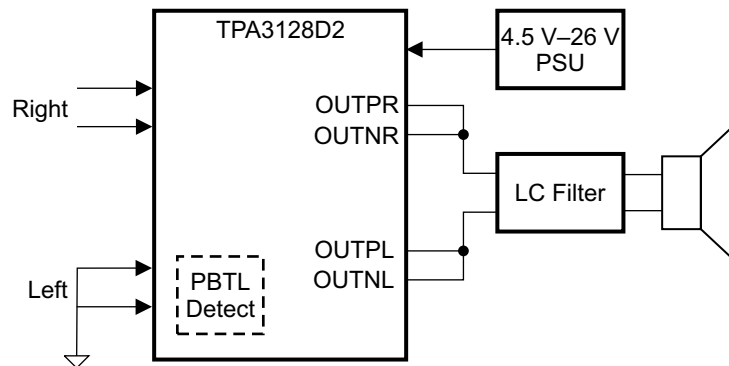 TPA3128D2
4.5 V–26 V
PSU
Right
OUTPR
OUTNR
LC Filter
OUTPL
OUTNL
Left
PBTL
Detect